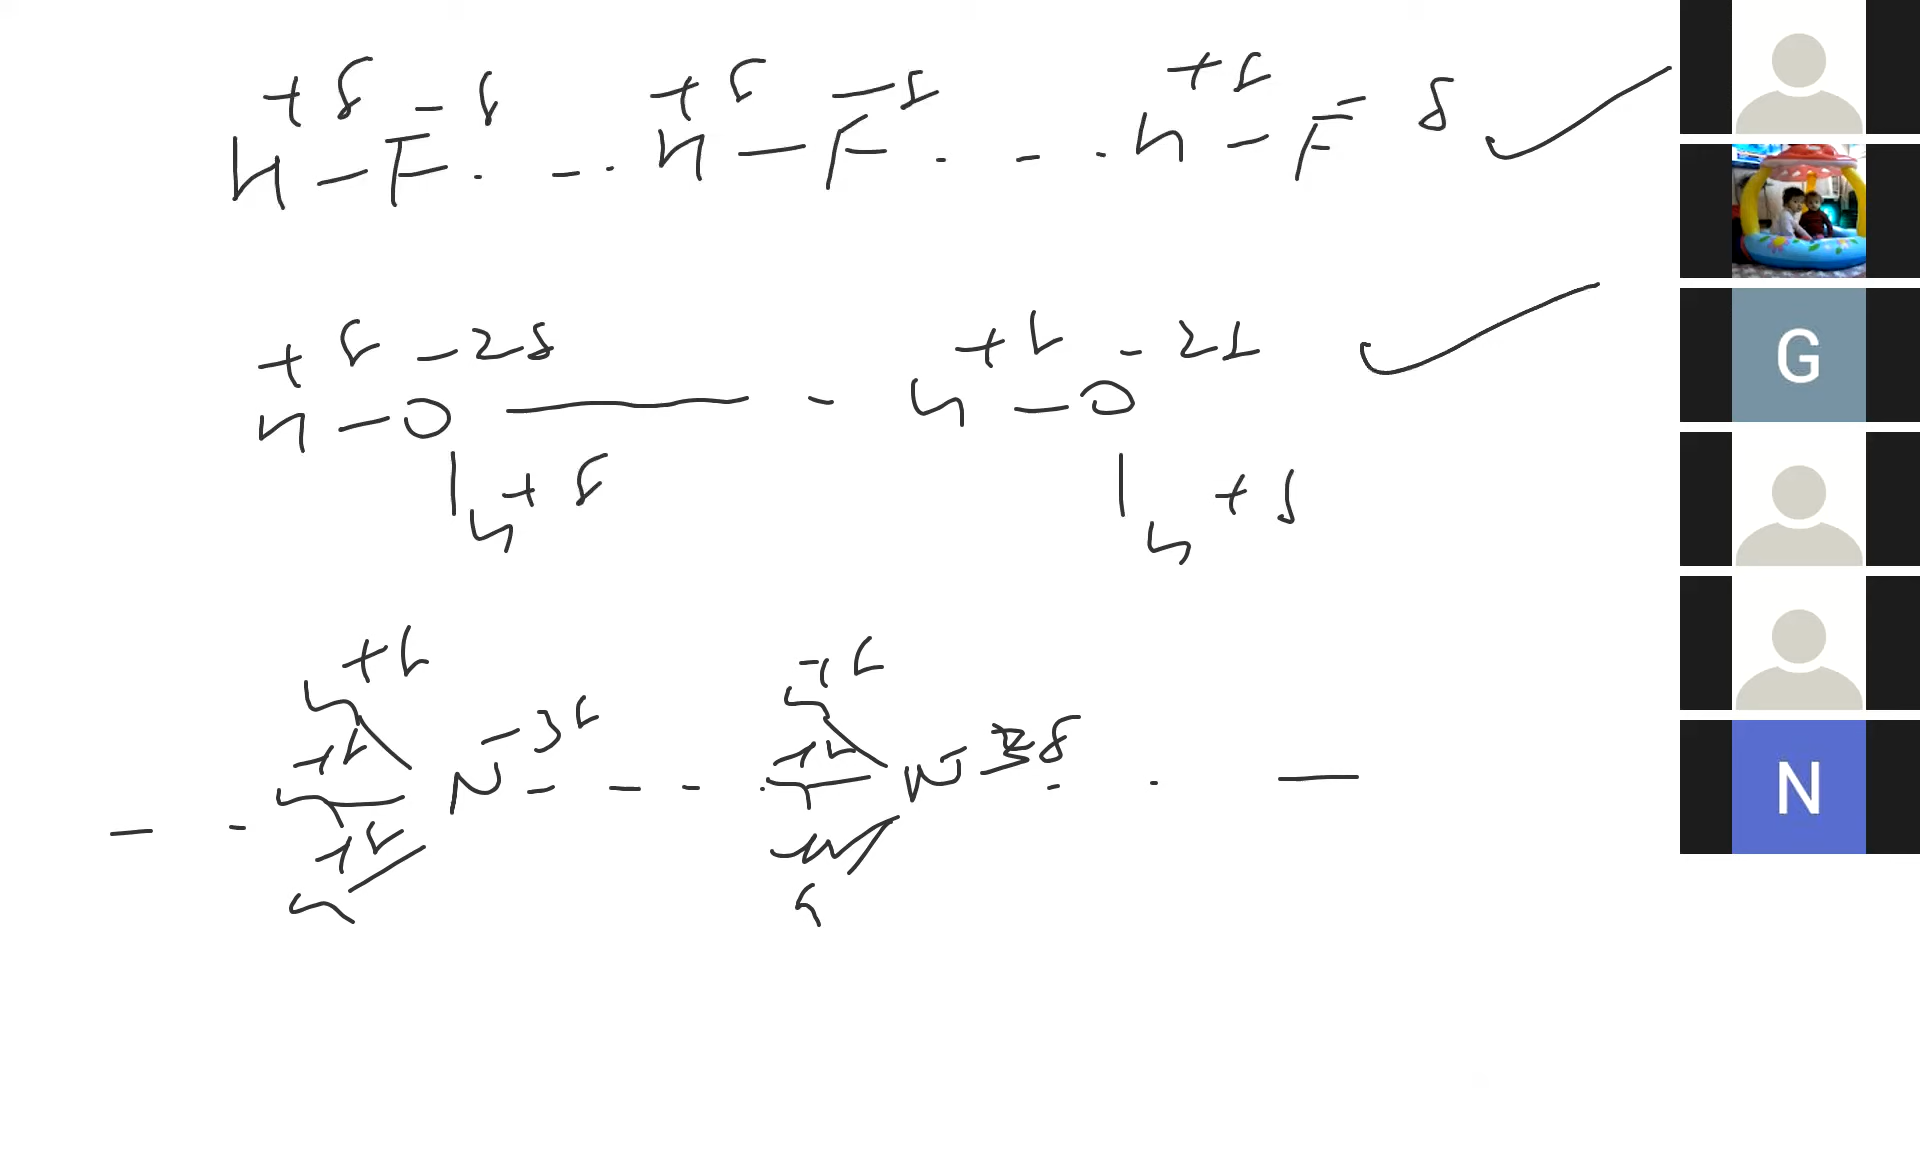 +δ -δ +δ -δ +δ δ
H - F . - . H - F . - . H - F
G
+δ -2δ +δ -2δ
H - O - H - O
| |
H +δ H +δ
+δ +δ
H H
+δ N -3δ - - - +δ N -3δ
H H
+δ
H H
N